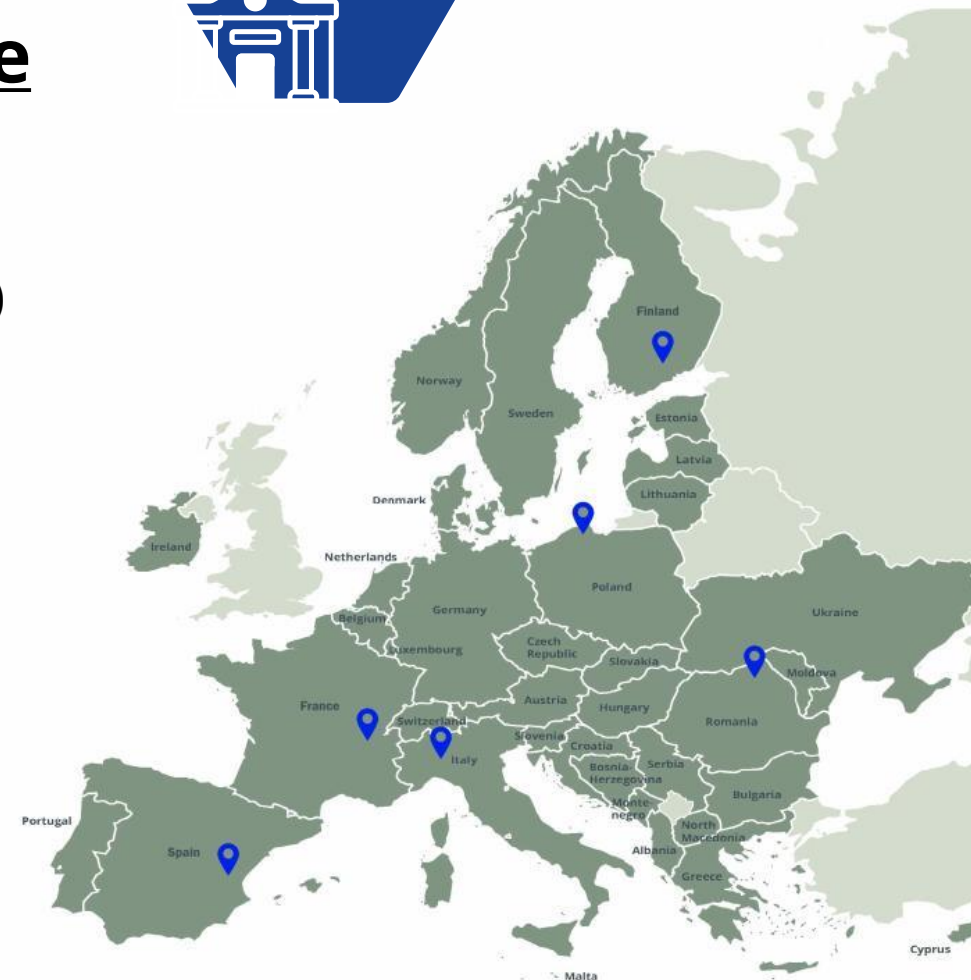 e
)
Finland
Norway
Sweden
Estonia
Latvia
Denmark
Lithuania
Ireland
Netherlands
Poland
Germany
Ukraine
Belgium
Czech
Republic
Luxembourg
Slovakia
Moldova
Austria
France
Hungary
Switzerland
Romania
Slovenia
Croatia
Italy
Serbia
Bosnia-
Herzegovina
Bulgaria
Monte-
negro
Portugal
North
Macedonia
Spain
Albania
Greece
Cyprus
Malta